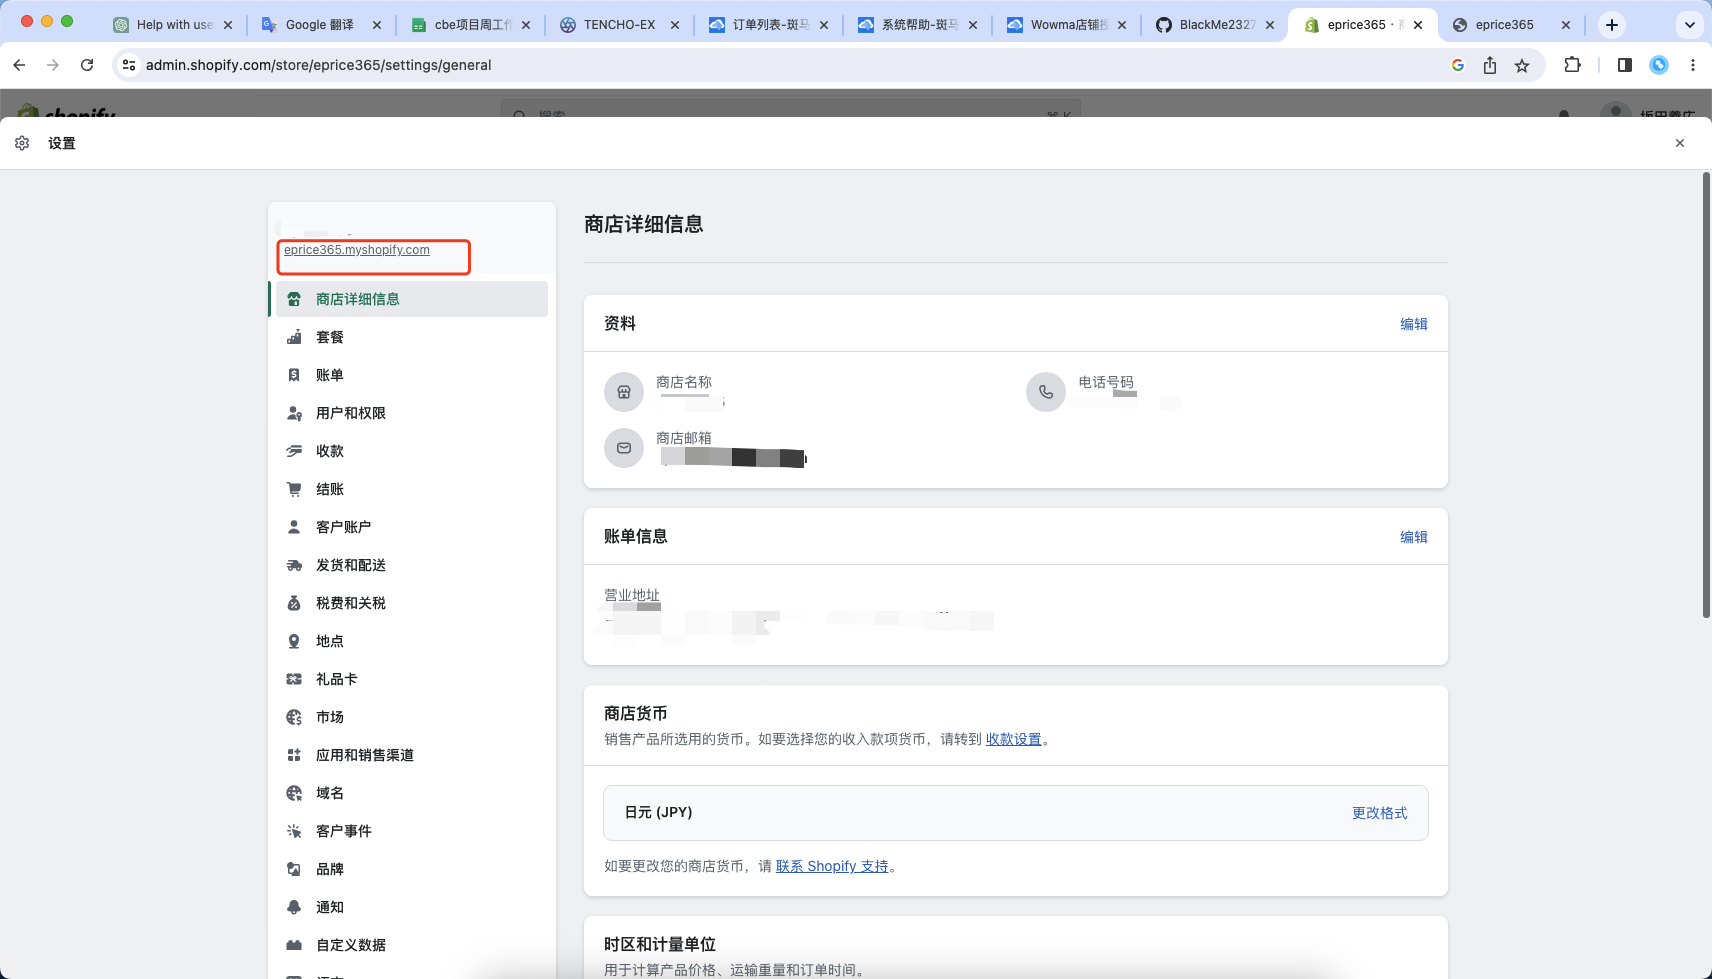 Help with use
Google 翻译
cbe项目周工作
TENCHO-EX
订单列表-斑马
系统帮助-斑马
Wowma店铺授
BlackMe2327
eprice365 ·
eprice365
admin.shopify.com/store/eprice365/settings/general
shopify
搜索
⌘ K
设置
eprice365.myshopify.com
商店详细信息
套餐
账单
用户和权限
收款
结账
客户账户
发货和配送
税费和关税
地点
礼品卡
市场
应用和销售渠道
域名
客户事件
品牌
通知
自定义数据
商店详细信息
资料
编辑
商店名称
电话号码
商店邮箱
账单信息
编辑
营业地址
商店货币
销售产品所选用的货币。如要选择您的收入款项货币，请转到 收款设置。
日元 (JPY)
更改格式
如要更改您的商店货币，请 联系 Shopify 支持。
时区和计量单位
用于计算产品价格、运输重量和订单时间。